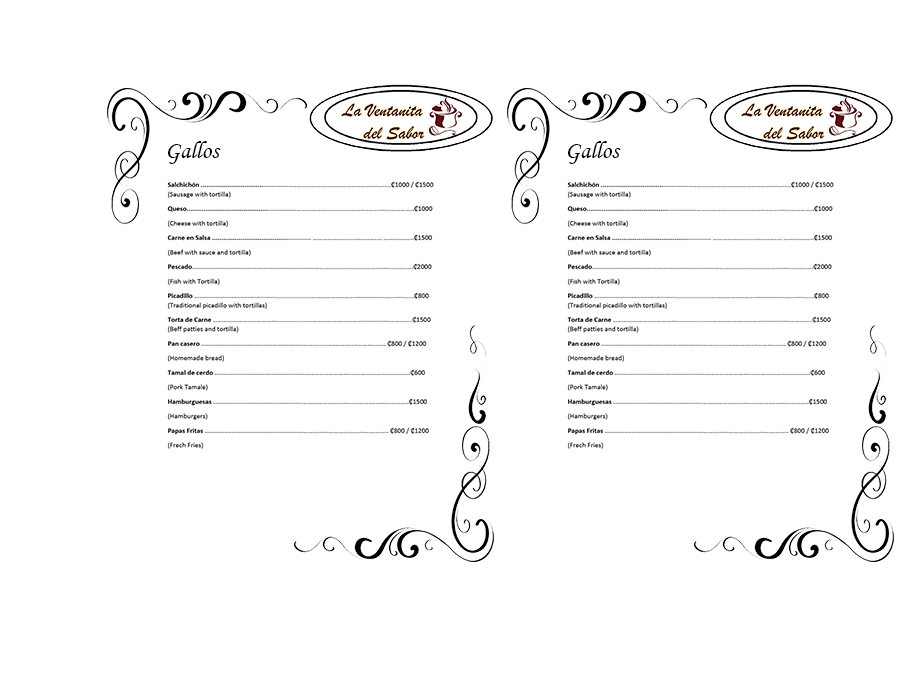 La Ventanita
del Sabor
Gallos
Salchichón ........................................................................................₡1000 / ₡1500
(Sausage with tortilla)
Queso........................................................................................................₡1000
(Cheese with tortilla)
Carne en Salsa ............................................................................................₡1500
(Beef with sauce and tortilla)
Pescado......................................................................................................₡2000
(Fish with Tortilla)
Picadillo ......................................................................................................₡800
(Traditional picadillo with tortillas)
Torta de Carne ............................................................................................₡1500
(Beff patties and tortilla)
Pan casero ....................................................................................... ₡800 / ₡1200
(Homemade bread)
Tamal de cerdo ...........................................................................................₡600
(Pork Tamale)
Hamburguesas ..........................................................................................₡1500
(Hamburgers)
Papas Fritas ...................................................................................... ₡800 / ₡1200
(Frech Fries)
La Ventanita
del Sabor
Gallos
Salchichón ........................................................................................₡1000 / ₡1500
(Sausage with tortilla)
Queso........................................................................................................₡1000
(Cheese with tortilla)
Carne en Salsa ............................................................................................₡1500
(Beef with sauce and tortilla)
Pescado......................................................................................................₡2000
(Fish with Tortilla)
Picadillo ......................................................................................................₡800
(Traditional picadillo with tortillas)
Torta de Carne ............................................................................................₡1500
(Beff patties and tortilla)
Pan casero ....................................................................................... ₡800 / ₡1200
(Homemade bread)
Tamal de cerdo ...........................................................................................₡600
(Pork Tamale)
Hamburguesas ..........................................................................................₡1500
(Hamburgers)
Papas Fritas ...................................................................................... ₡800 / ₡1200
(Frech Fries)